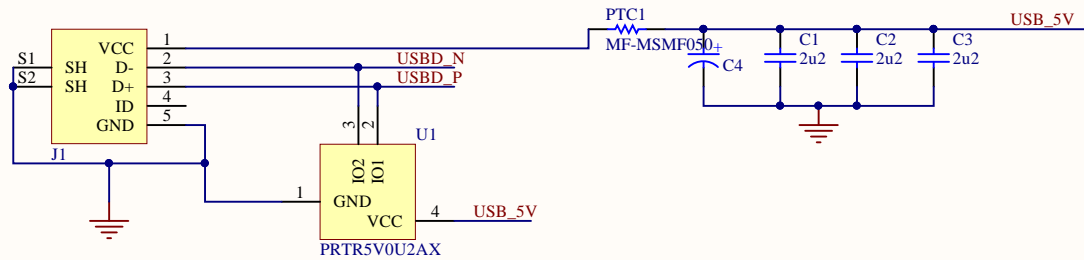 PTC1
MF-MSMF050
USB_5V
C4
C1
2u2
C2
2u2
C3
2u2
S1
S2
SH
SH
VCC
D-
D+
ID
GND
1
2
3
4
5
J1
USBD_N
USBD_P
3
2
U1
IO2
IO1
1
GND
VCC
4
USB_5V
PRTR5V0U2AX